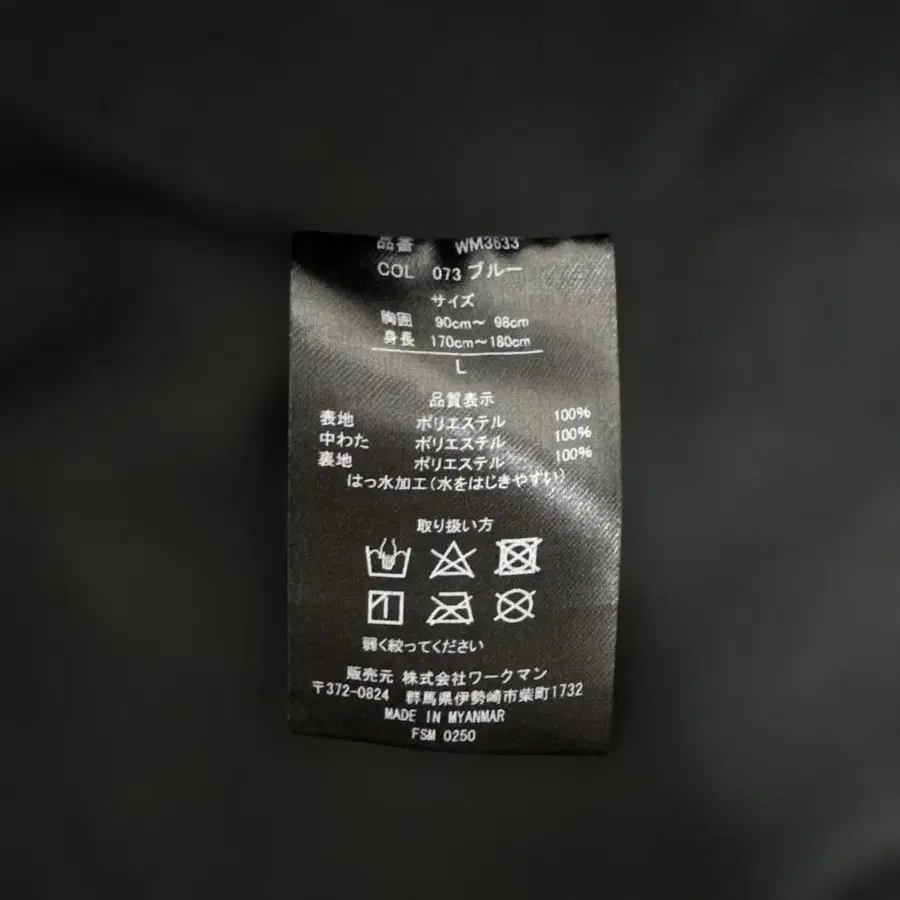 品番 WM3633
COL 073 ブルー
サイズ
胸囲 90cm～ 98cm
身長 170cm～180cm
L
品質表示
表地 ポリエステル 100%
中わた ポリエステル 100%
裏地 ポリエステル 100%
はっ水加工(水をはじきやすい)
取り扱い方
弱く絞ってください
販売元 株式会社ワークマン
〒372-0824 群馬県伊勢崎市柴町1732
MADE IN MYANMAR
FSM 0250